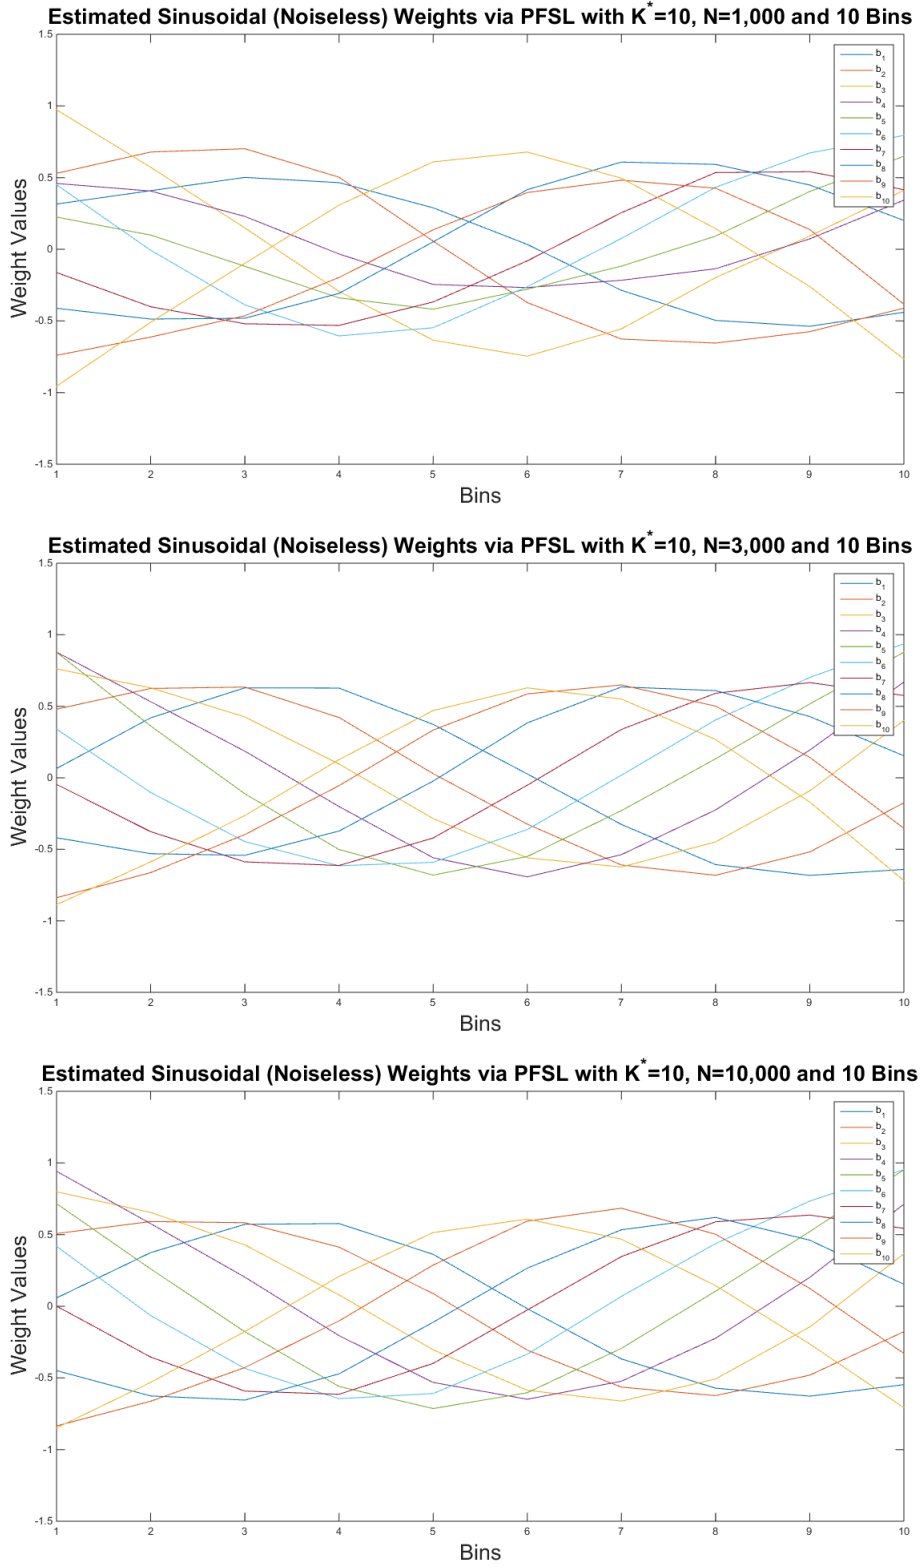 Estimated Sinusoidal (Noiseless) Weights via PFSL with K*=10, N=1,000 and 10 Bins
1.5
1
0.5
0
-0.5
-1
-1.5
Weight Values
b1
b2
b3
b4
b5
b6
b7
b8
b9
b10
1 2 3 4 5 6 7 8 9 10
Bins
Estimated Sinusoidal (Noiseless) Weights via PFSL with K*=10, N=3,000 and 10 Bins
1.5
1
0.5
0
-0.5
-1
-1.5
Weight Values
b1
b2
b3
b4
b5
b6
b7
b8
b9
b10
1 2 3 4 5 6 7 8 9 10
Bins
Estimated Sinusoidal (Noiseless) Weights via PFSL with K*=10, N=10,000 and 10 Bins
1.5
1
0.5
0
-0.5
-1
-1.5
Weight Values
b1
b2
b3
b4
b5
b6
b7
b8
b9
b10
1 2 3 4 5 6 7 8 9 10
Bins